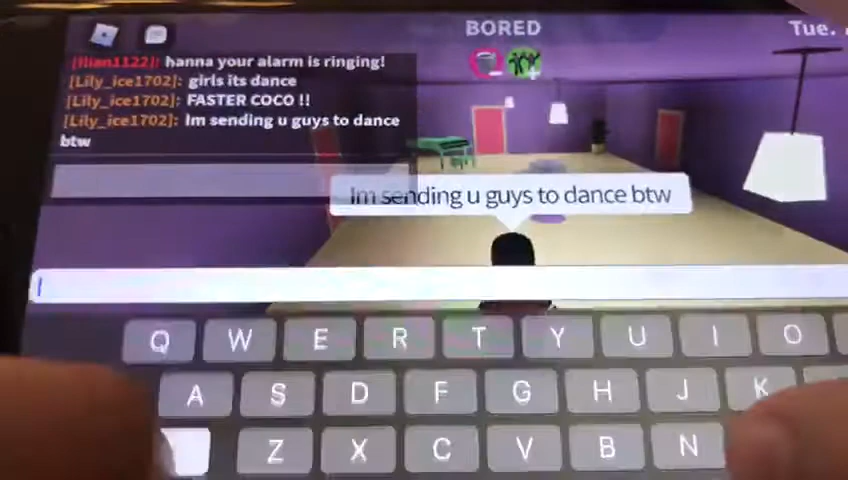 BORED
Tue.
[Ilian1122]: hanna your alarm is ringing!
[Lily_ice1702]: girls its dance
[Lily_ice1702]: FASTER COCO !!
[Lily_ice1702]: Im sending u guys to dance
btw
Im sending u guys to dance btw
Q W E R T Y U I O
A S D F G H J K
Z X C V B N